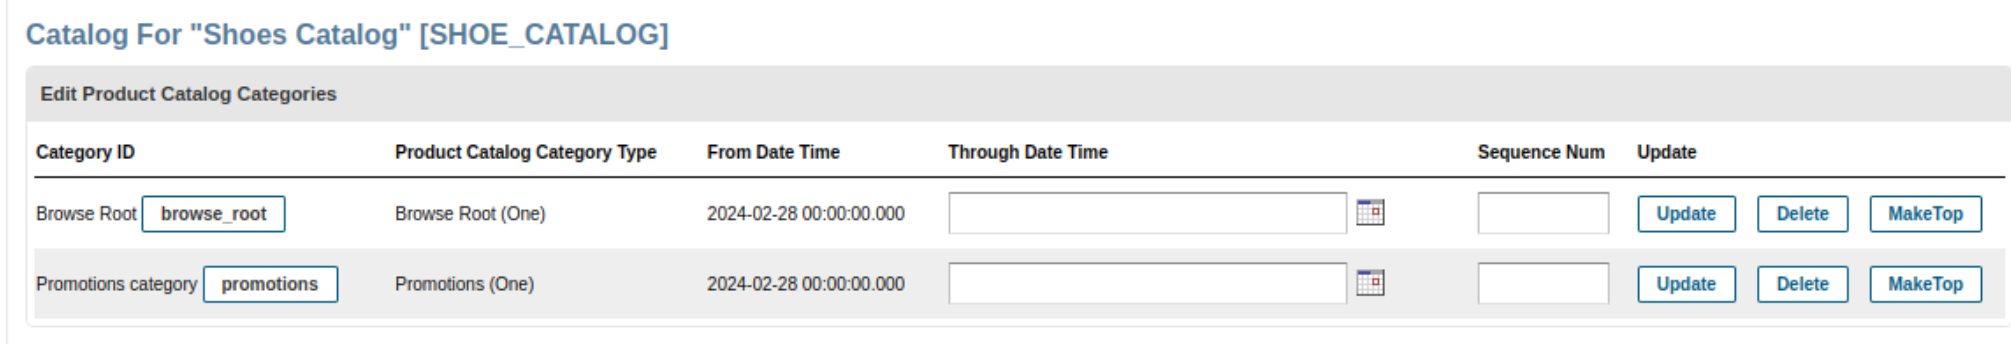 Catalog For "Shoes Catalog" [SHOE_CATALOG]
Edit Product Catalog Categories
Category ID Product Catalog Category Type From Date Time Through Date Time Sequence Num Update
Browse Root browse_root Browse Root (One) 2024-02-28 00:00:00.000 Update Delete MakeTop
Promotions category promotions Promotions (One) 2024-02-28 00:00:00.000 Update Delete MakeTop